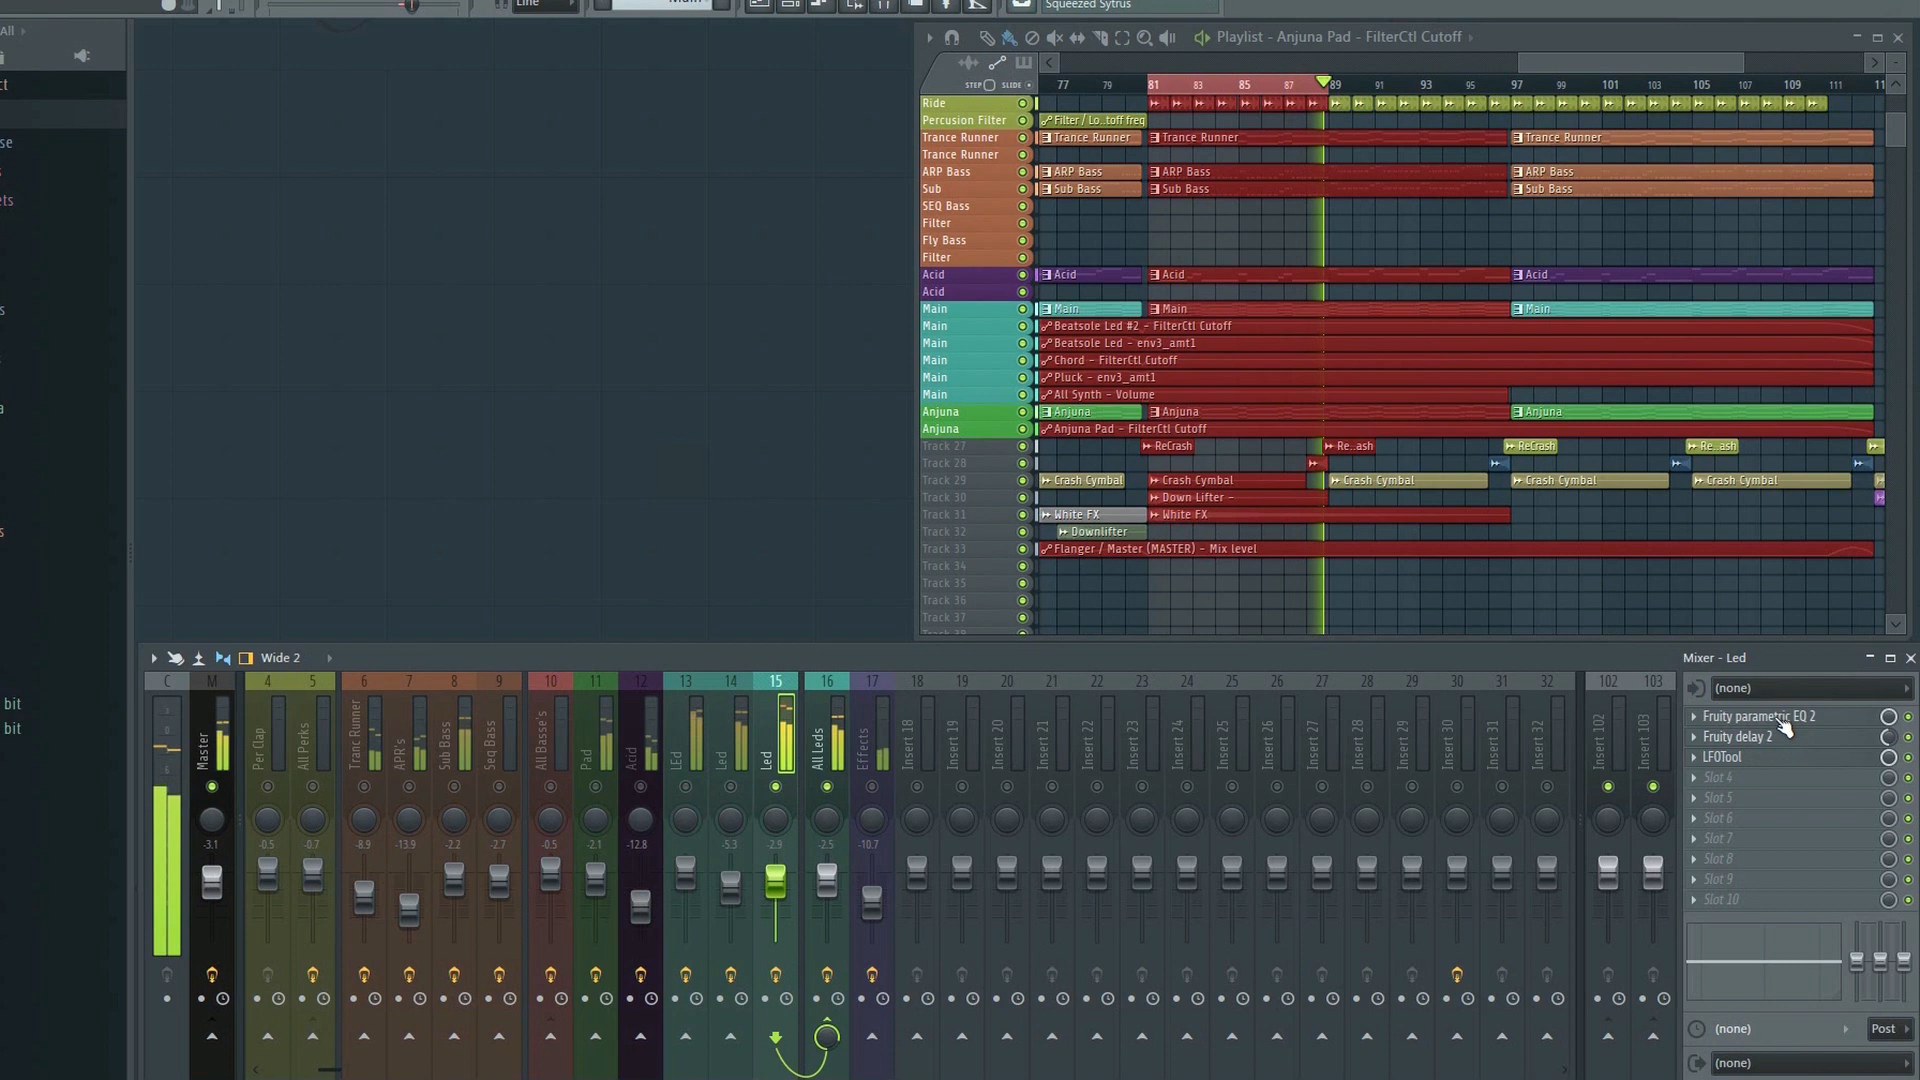 Line
Main
Squeezed Sytrus
All
Playlist - Anjuna Pad - FilterCtl Cutoff
STEP SLIDE
77 79 81 83 85 87 89 91 93 95 97 99 101 103 105 107 109 111
Ride
Percusion Filter Filter / Lo..toff freq
Trance Runner Trance Runner Trance Runner Trance Runner
Trance Runner
ARP Bass ARP Bass ARP Bass ARP Bass
Sub Sub Bass Sub Bass Sub Bass
SEQ Bass
Filter
Fly Bass
Filter
Acid Acid Acid Acid
Acid
Main Main Main Main
Main Beatsole Led #2 - FilterCtl Cutoff
Main Beatsole Led - env3_amt1
Main Chord - FilterCtl Cutoff
Main Pluck - env3_amt1
Main All Synth - Volume
Anjuna Anjuna Anjuna Anjuna
Anjuna Anjuna Pad - FilterCtl Cutoff
Track 27 ReCrash Re..ash ReCrash Re..ash
Track 28
Track 29 Crash Cymbal Crash Cymbal Crash Cymbal Crash Cymbal Crash Cymbal
Track 30 Down Lifter -
Track 31 White FX White FX
Track 32 Downlifter
Track 33 Flanger / Master (MASTER) - Mix level
Track 34
Track 35
Track 36
Track 37
bit
bit
Wide 2
C M 4 5 6 7 8 9 10 11 12 13 14 15 16 17 18 19 20 21 22 23 24 25 26 27 28 29 30 31 32 102 103
Master
Per Clap
All Perks
Tranc Runner
APR's
Sub Bass
Seq Bass
All Basse's
Pad
Acid
LEd
Led
Led
All Leds
Effects
Insert 18
Insert 19
Insert 20
Insert 21
Insert 22
Insert 23
Insert 24
Insert 25
Insert 26
Insert 27
Insert 28
Insert 29
Insert 30
Insert 31
Insert 32
Insert 102
Insert 103
-3.1 -0.5 -0.7 -8.9 -13.9 -2.2 -2.7 -0.5 -2.1 -12.8 -5.3 -2.9 -2.5 -10.7
Mixer - Led
(none)
Fruity parametric EQ 2
Fruity delay 2
LFOTool
Slot 4
Slot 5
Slot 6
Slot 7
Slot 8
Slot 9
Slot 10
(none) Post
(none)